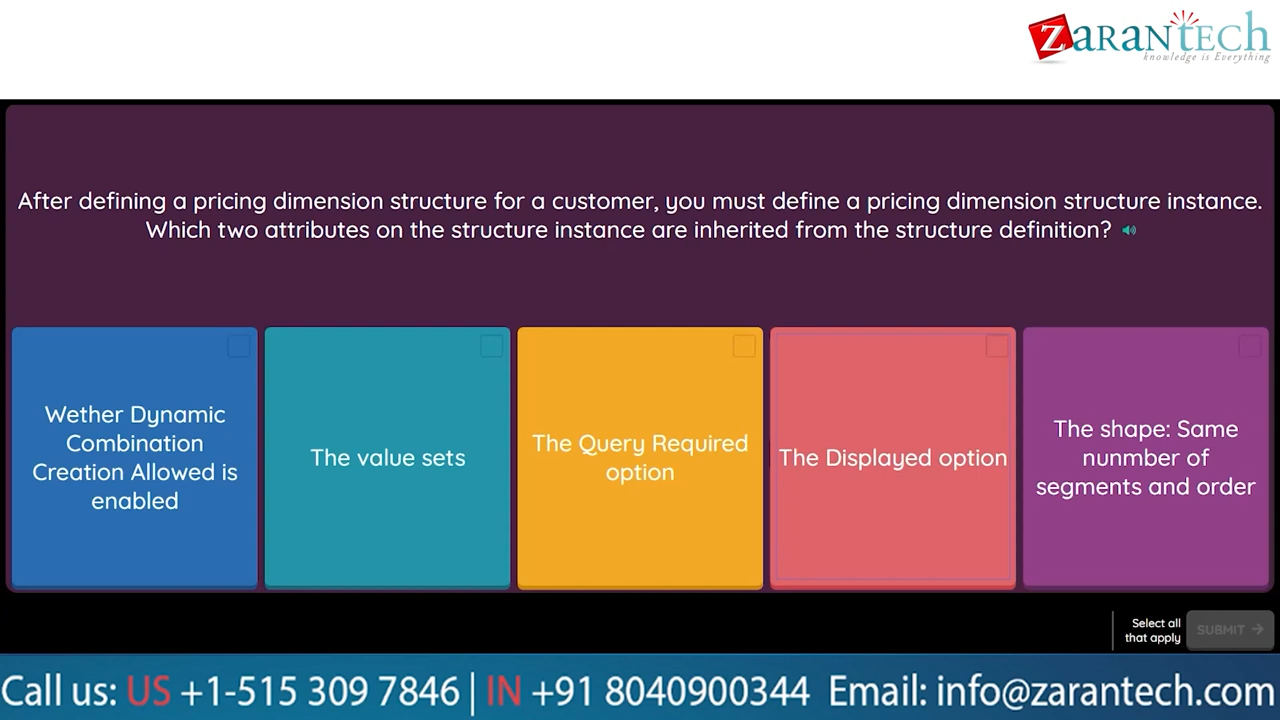 ZARANTECH
knowledge is Everything
After defining a pricing dimension structure for a customer, you must define a pricing dimension structure instance.
Which two attributes on the structure instance are inherited from the structure definition?
Wether Dynamic
Combination
Creation Allowed is
enabled
The value sets
The Query Required
option
The Displayed option
The shape: Same
nunmber of
segments and order
Select all
that apply
SUBMIT →
Call us: US +1-515 309 7846 | IN +91 8040900344 Email: info@zarantech.com